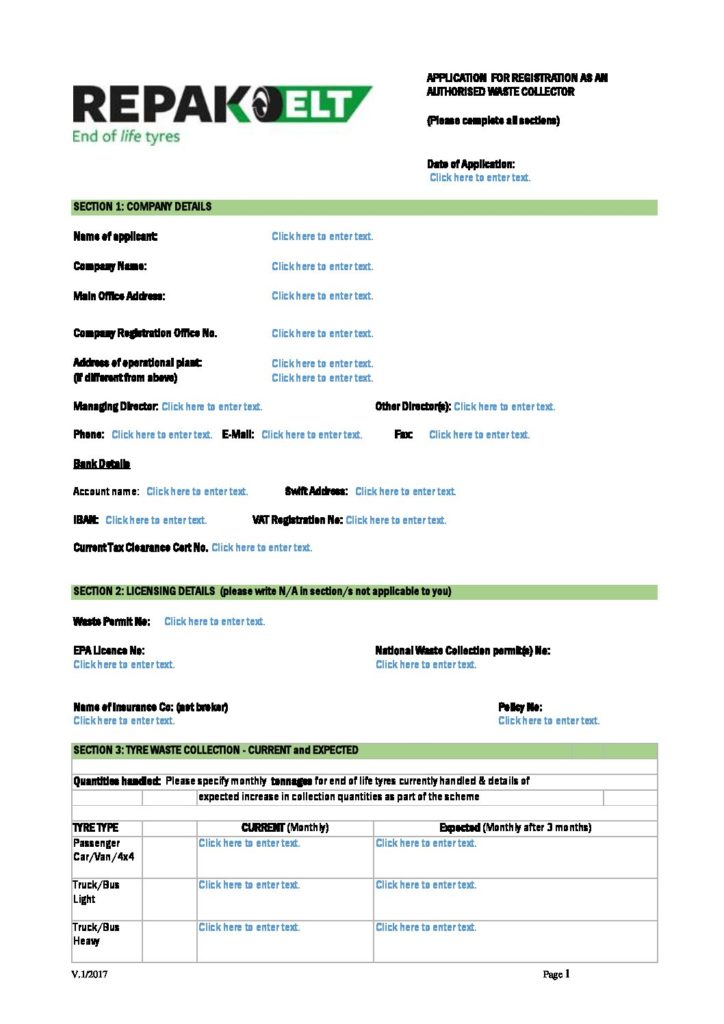 REPAK ELT
End of life tyres
APPLICATION FOR REGISTRATION AS AN
AUTHORISED WASTE COLLECTOR
(Please complete all sections)
Date of Application:
Click here to enter text.
SECTION 1: COMPANY DETAILS
Name of applicant: Click here to enter text.
Company Name: Click here to enter text.
Main Office Address: Click here to enter text.
Company Registration Office No. Click here to enter text.
Address of operational plant: Click here to enter text.
(if different from above) Click here to enter text.
Managing Director: Click here to enter text. Other Director(s): Click here to enter text.
Phone: Click here to enter text. E-Mail: Click here to enter text. Fax: Click here to enter text.
Bank Details
Account name: Click here to enter text. Swift Address: Click here to enter text.
IBAN: Click here to enter text. VAT Registration No: Click here to enter text.
Current Tax Clearance Cert No. Click here to enter text.
SECTION 2: LICENSING DETAILS (please write N/A in section/s not applicable to you)
Waste Permit No: Click here to enter text.
EPA Licence No: National Waste Collection permit(s) No:
Click here to enter text. Click here to enter text.
Name of Insurance Co: (not broker) Policy No:
Click here to enter text. Click here to enter text.
SECTION 3: TYRE WASTE COLLECTION - CURRENT and EXPECTED
Quantities handled: Please specify monthly tonnages for end of life tyres currently handled & details of
expected increase in collection quantities as part of the scheme
TYRE TYPE CURRENT (Monthly) Expected (Monthly after 3 months)
Passenger Click here to enter text. Click here to enter text.
Car/Van/4x4
Truck/Bus Click here to enter text. Click here to enter text.
Light
Truck/Bus Click here to enter text. Click here to enter text.
Heavy
V.1/2017 Page 1